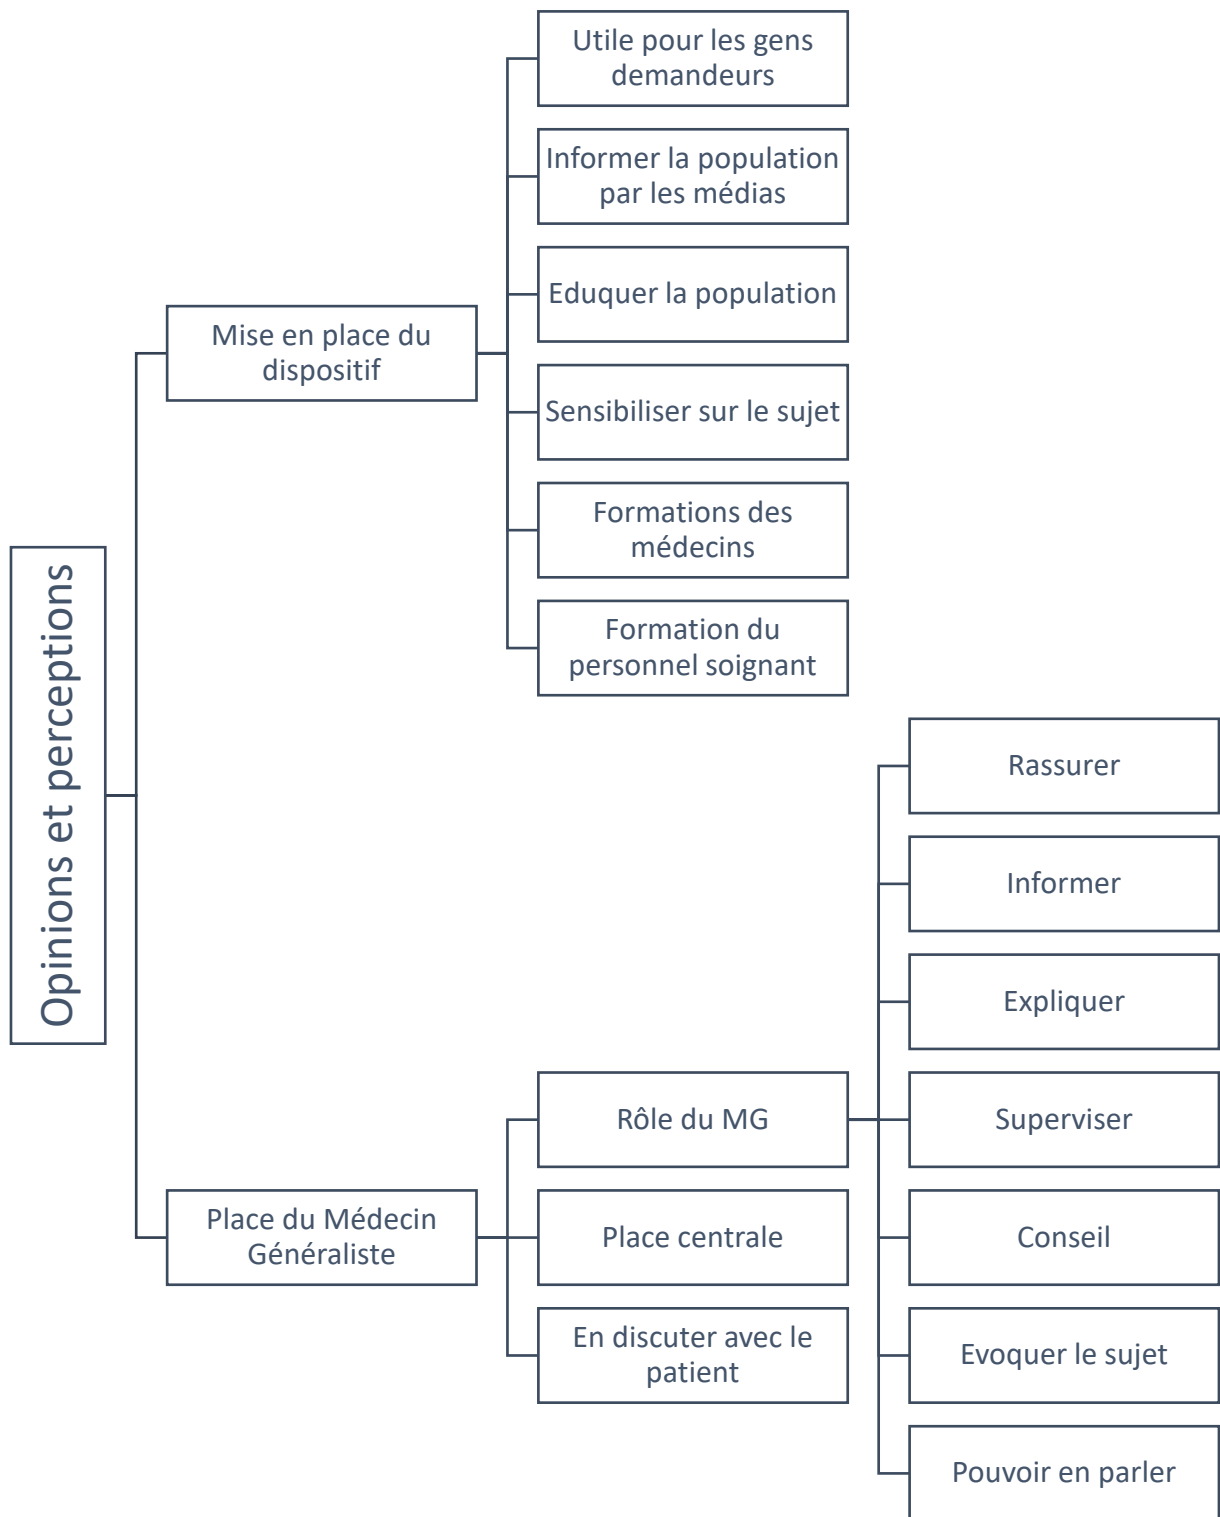 Opinions et perceptions
Mise en place du
dispositif
Utile pour les gens
demandeurs
Informer la population
par les médias
Eduquer la population
Sensibiliser sur le sujet
Formations des
médecins
Formation du
personnel soignant
Place du Médecin
Généraliste
Rôle du MG
Rassurer
Informer
Expliquer
Superviser
Conseil
Evoquer le sujet
Pouvoir en parler
Place centrale
En discuter avec le
patient